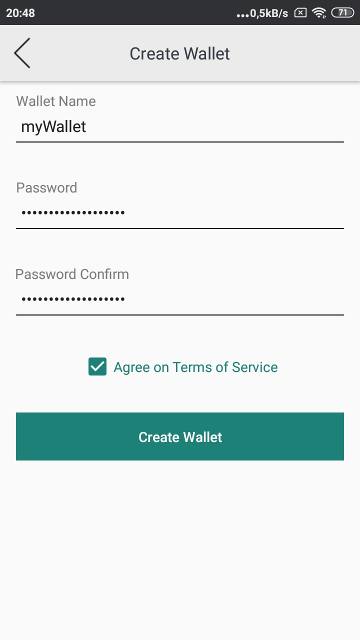 20:48
...0,5kB/s 71
Create Wallet
Wallet Name
myWallet
Password
•••••••••••••••••••
Password Confirm
•••••••••••••••••••
Agree on Terms of Service
Create Wallet